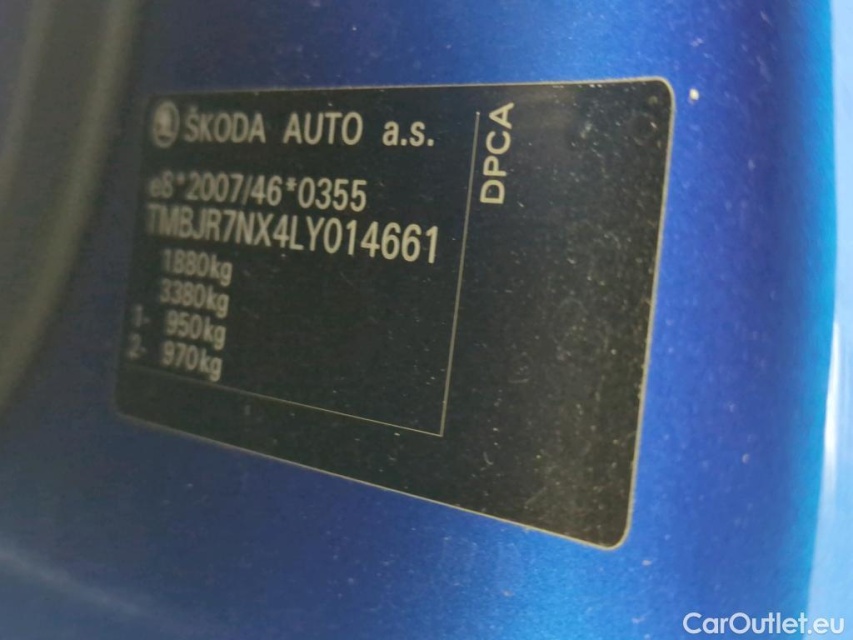 ŠKODA AUTO a.s.
e8*2007/46*0355
TMBJR7NX4LY014661
1880kg
3380kg
1- 950kg
2- 970kg
DPCA
CarOutlet.eu